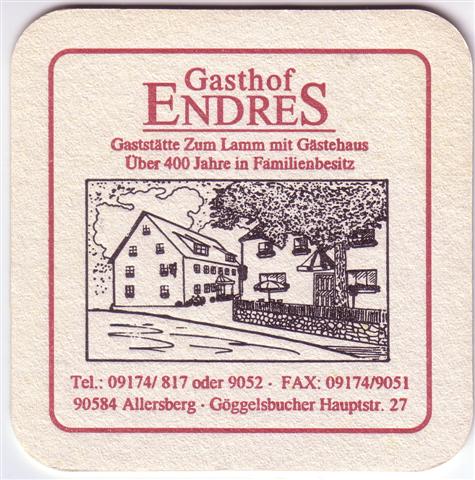 Gasthof
ENDRES
Gaststätte Zum Lamm mit Gästehaus
Über 400 Jahre in Familienbesitz
Tel.: 09174/ 817 oder 9052 · FAX: 09174/9051
90584 Allersberg · Göggelsbucher Hauptstr. 27